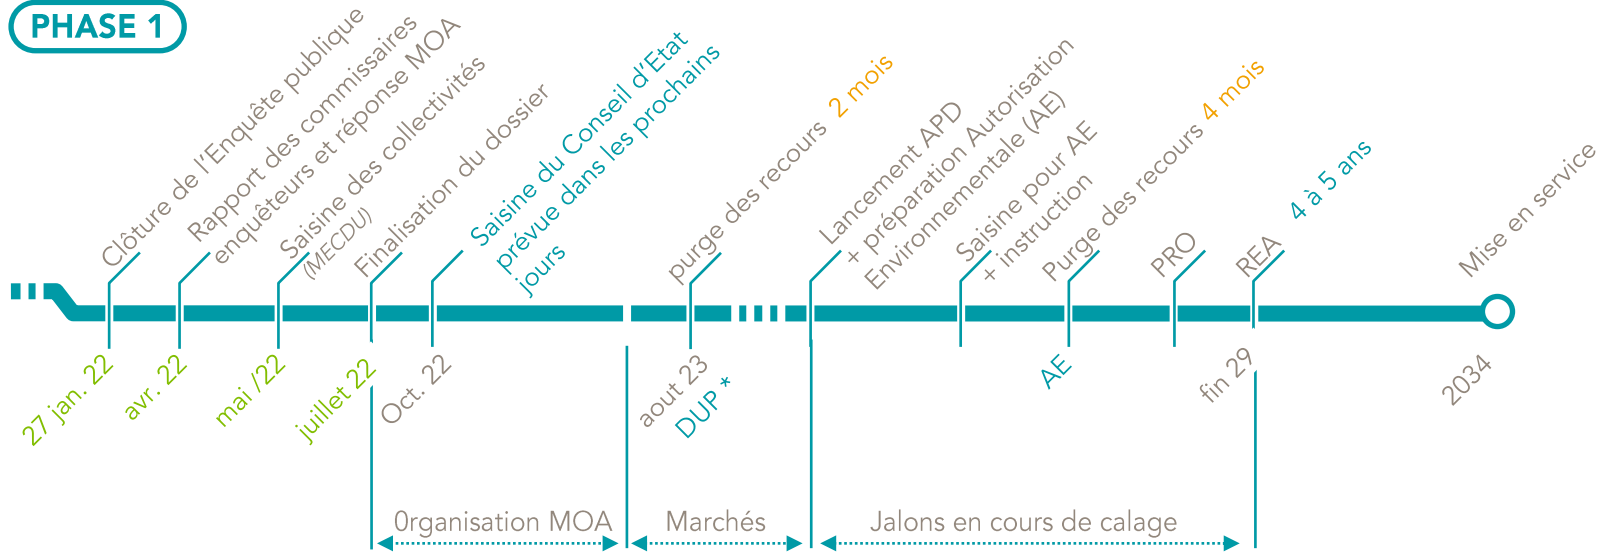 PHASE 1
Clôture de l'Enquête publique
Rapport des commissaires
enquêteurs et réponse MOA
Saisine des collectivités
(MECDU)
Finalisation du dossier
Saisine du Conseil d'Etat
prévue dans les prochains
jours
purge des recours 2 mois
Lancement APD
+ préparation Autorisation
Environnementale (AE)
Saisine pour AE
+ instruction
Purge des recours 4 mois
PRO
REA
4 à 5 ans
Mise en service
27 jan. 22
avr. 22
mai /22
juillet 22
Oct. 22
aout 23
DUP *
AE
fin 29
2034
0rganisation MOA
Marchés
Jalons en cours de calage